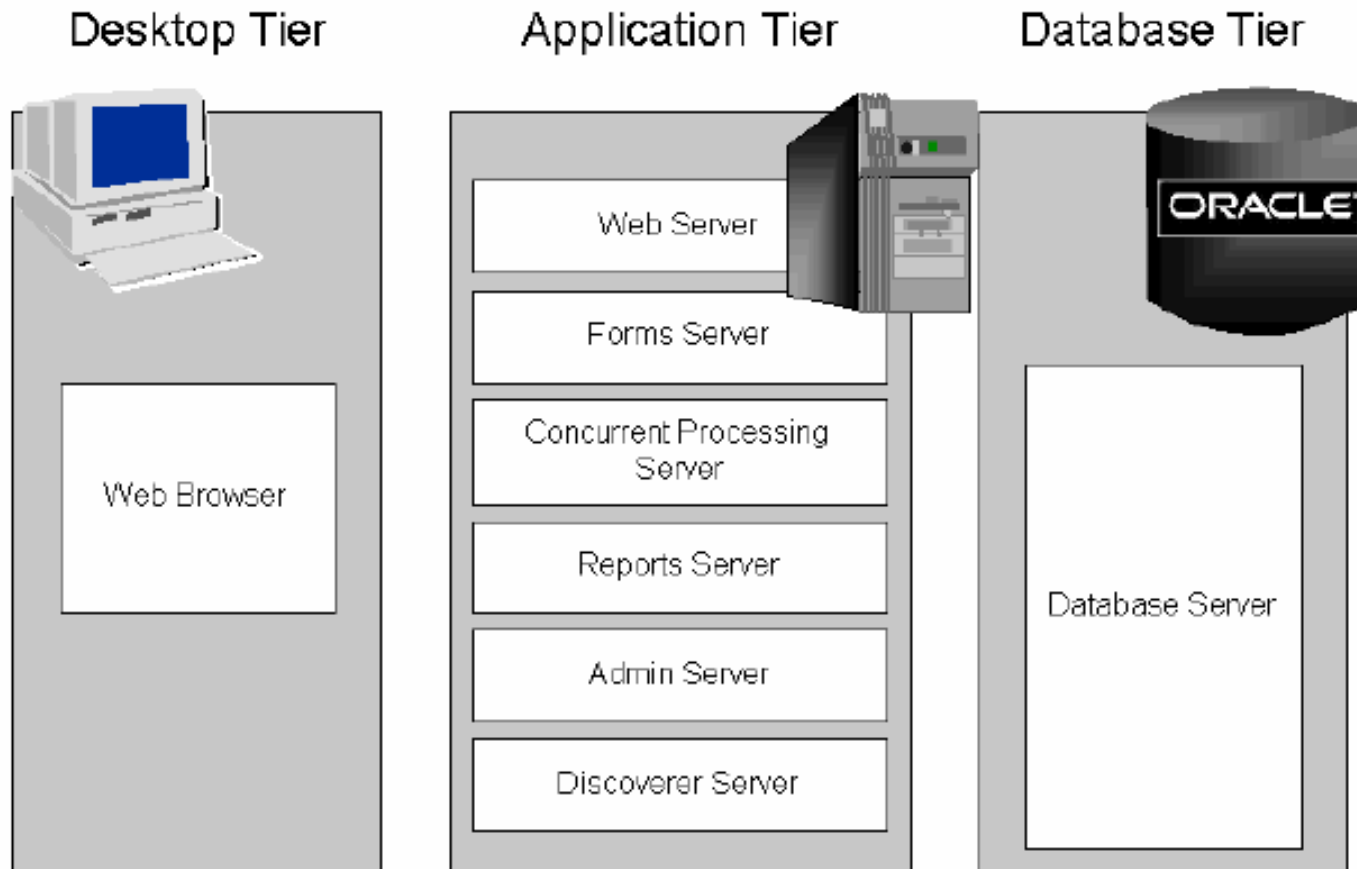 Desktop Tier
Application Tier
Database Tier
ORACLE
Web Server
Forms Server
Concurrent Processing
Server
Web Browser
Reports Server
Database Server
Admin Server
Discoverer Server